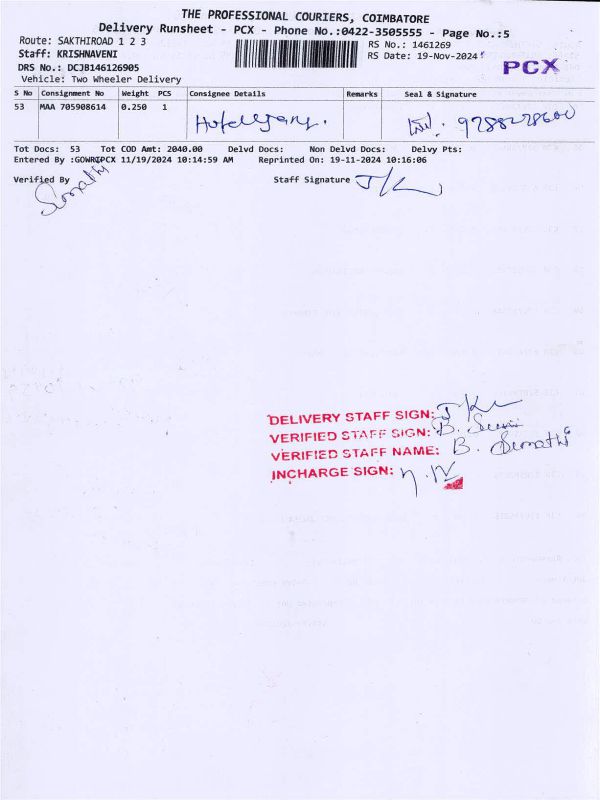 THE PROFESSIONAL COURIERS, COIMBATORE
Delivery Runsheet - PCX - Phone No.:0422-3505555 - Page No.:5
Route: SAKTHIROAD 1 2 3
RS No.: 1461269
Staff: KRISHNAVENI
RS Date: 19-Nov-2024
PCX
DRS No.: DCJB146126905
Vehicle: Two Wheeler Delivery
S No Consignment No Weight PCS Consignee Details Remarks Seal & Signature
53 MAA 705908614 0.250 1
Tot Docs: 53 Tot COD Amt: 2040.00 Delvd Docs: Non Delvd Docs: Delvy Pts:
Entered By :GOWRIPCX 11/19/2024 10:14:59 AM Reprinted On: 19-11-2024 10:16:06
Verified By Sumathi Staff Signature
DELIVERY STAFF SIGN:
VERIFIED STAFF SIGN: B.
VERIFIED STAFF NAME: B. Sumathi
INCHARGE SIGN: